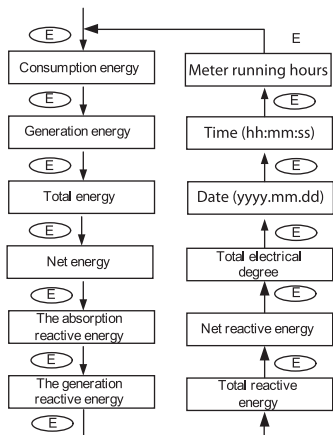 E
Consumption energy
E
Generation energy
E
Total energy
E
Net energy
E
The absorption
reactive energy
E
The generation
reactive energy
E
E
Meter running hours
E
Time (hh:mm:ss)
E
Date (yyyy.mm.dd)
E
Total electrical
degree
E
Net reactive energy
E
Total reactive
energy